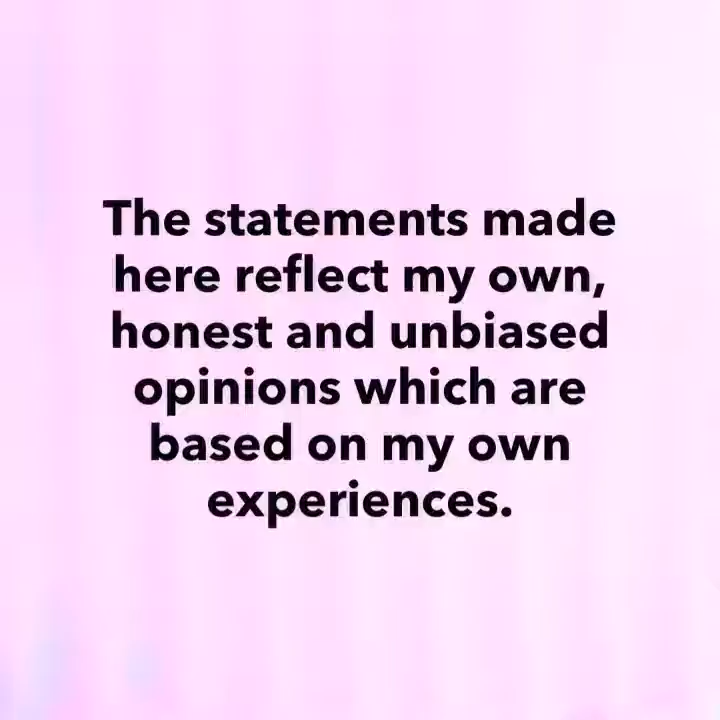 The statements made
here reflect my own,
honest and unbiased
opinions which are
based on my own
experiences.